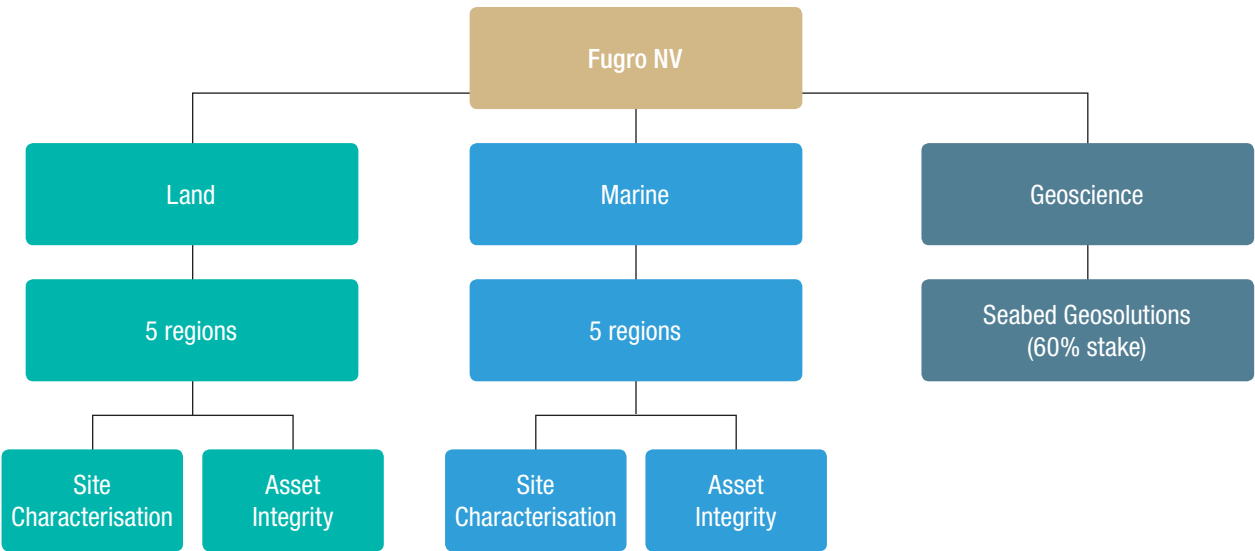 Fugro NV
Land
Marine
Geoscience
5 regions
5 regions
Seabed Geosolutions
(60% stake)
Site
Characterisation
Asset
Integrity
Site
Characterisation
Asset
Integrity